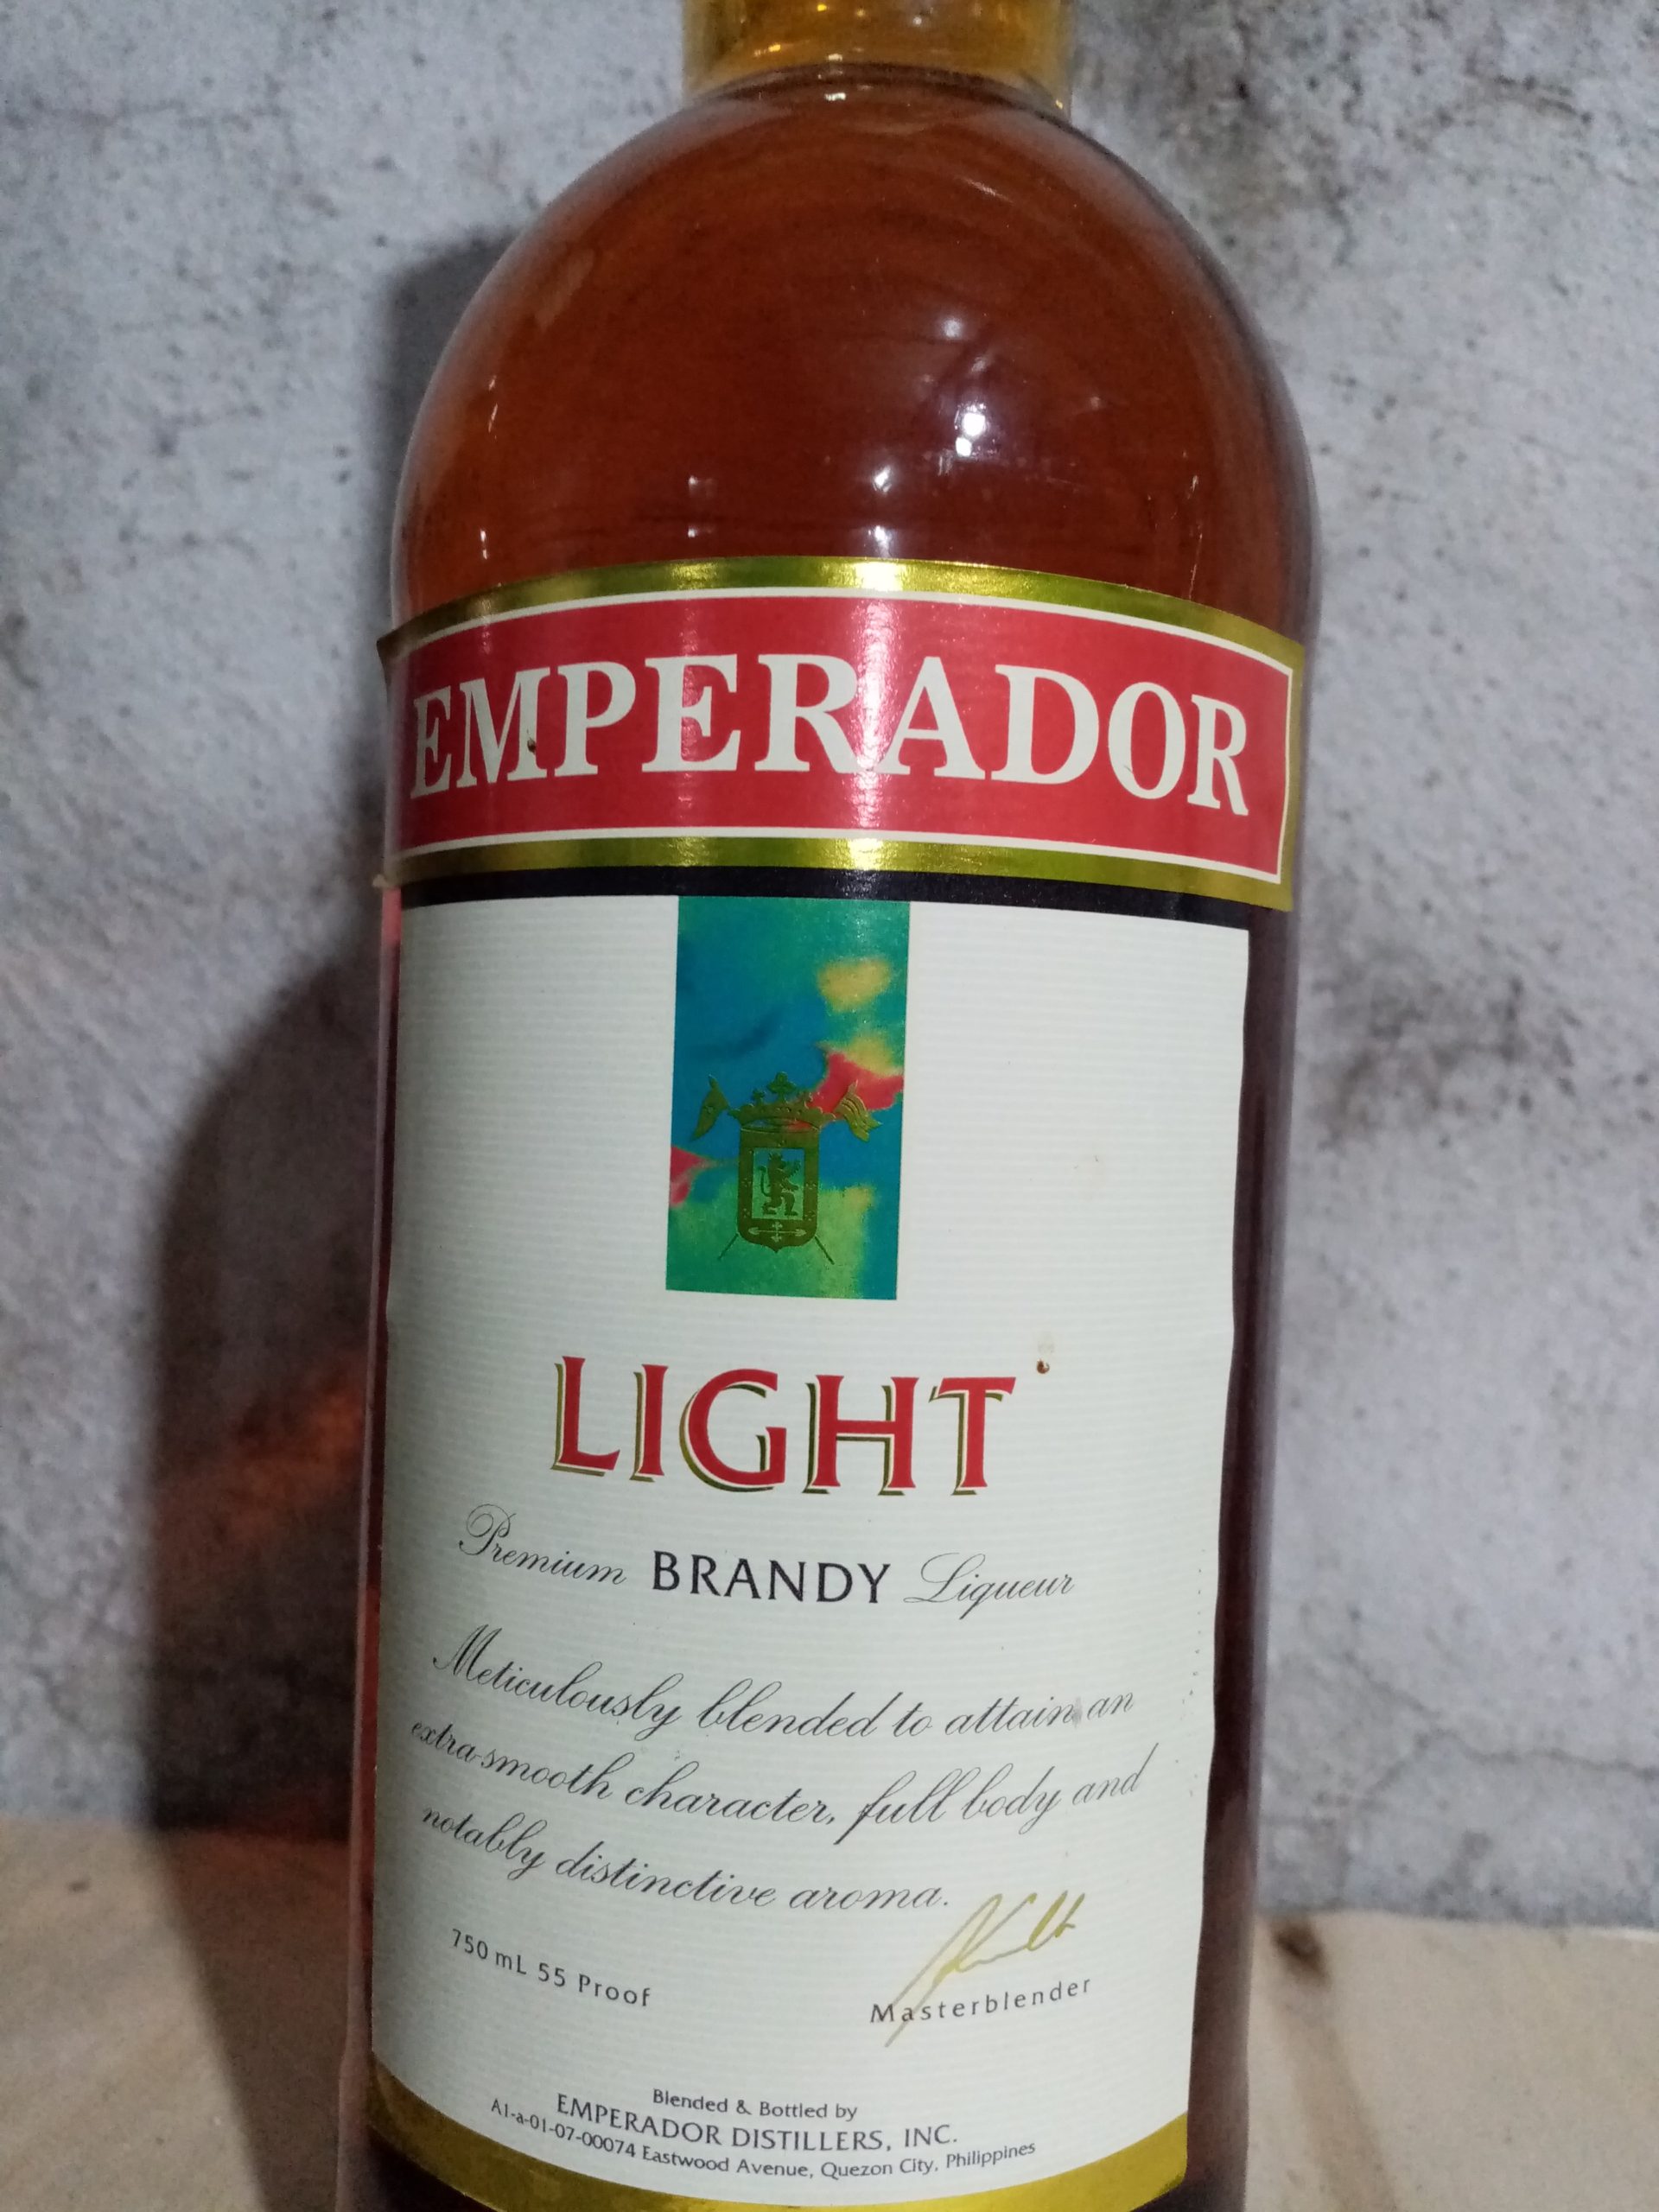 EMPERADOR
LIGHT
Premium BRANDY Liqueur
Meticulously blended to attain an
extra-smooth character, full body and
notably distinctive aroma.
750 mL 55 Proof
Masterblender
Blended & Bottled by
EMPERADOR DISTILLERS, INC.
A1-a-01-07-00074 Eastwood Avenue, Quezon City, Philippines